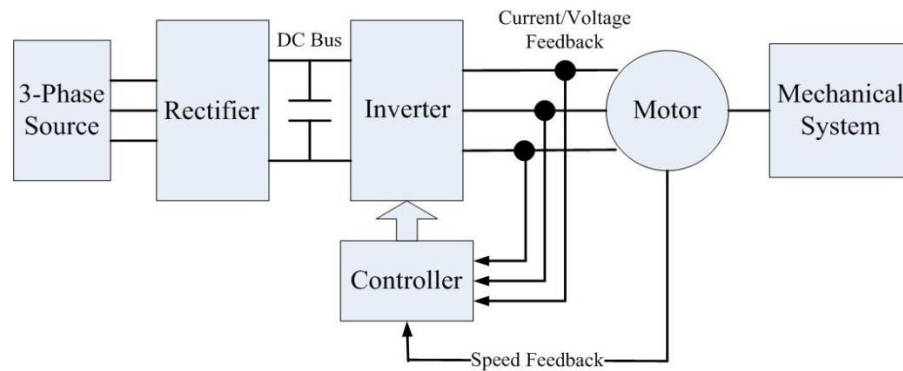 Current/Voltage
Feedback
DC Bus
3-Phase
Source
Rectifier
Inverter
Motor
Mechanical
System
Controller
Speed Feedback